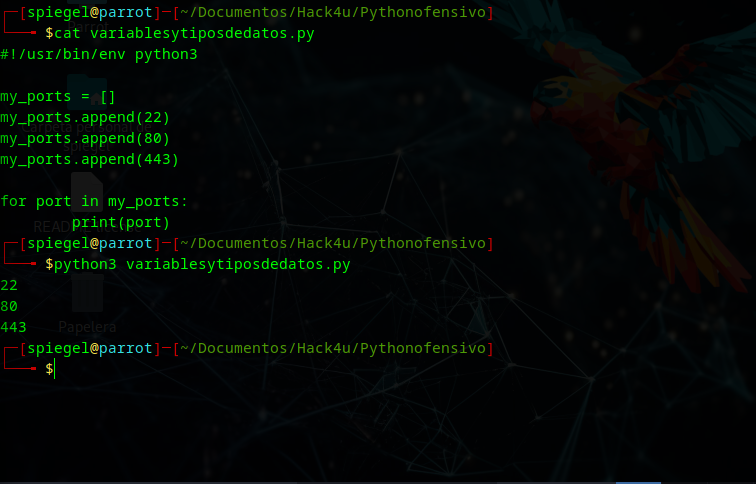 ┌─[spiegel@parrot]─[~/Documentos/Hack4u/Pythonofensivo]
└──╼ $cat variablesytiposdedatos.py
#!/usr/bin/env python3

my_ports = []
my_ports.append(22)
my_ports.append(80)
my_ports.append(443)

for port in my_ports:
        print(port)
┌─[spiegel@parrot]─[~/Documentos/Hack4u/Pythonofensivo]
└──╼ $python3 variablesytiposdedatos.py
22
80
443
Papelera
┌─[spiegel@parrot]─[~/Documentos/Hack4u/Pythonofensivo]
└──╼ $